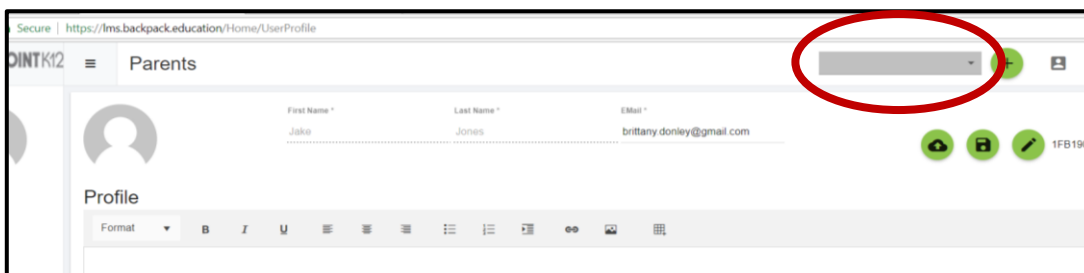 Secure | https://lms.backpack.education/Home/UserProfile
OINTK12 Parents
First Name * Last Name * EMail *
Jake Jones brittany.donley@gmail.com
1FB19
Profile
Format B I U